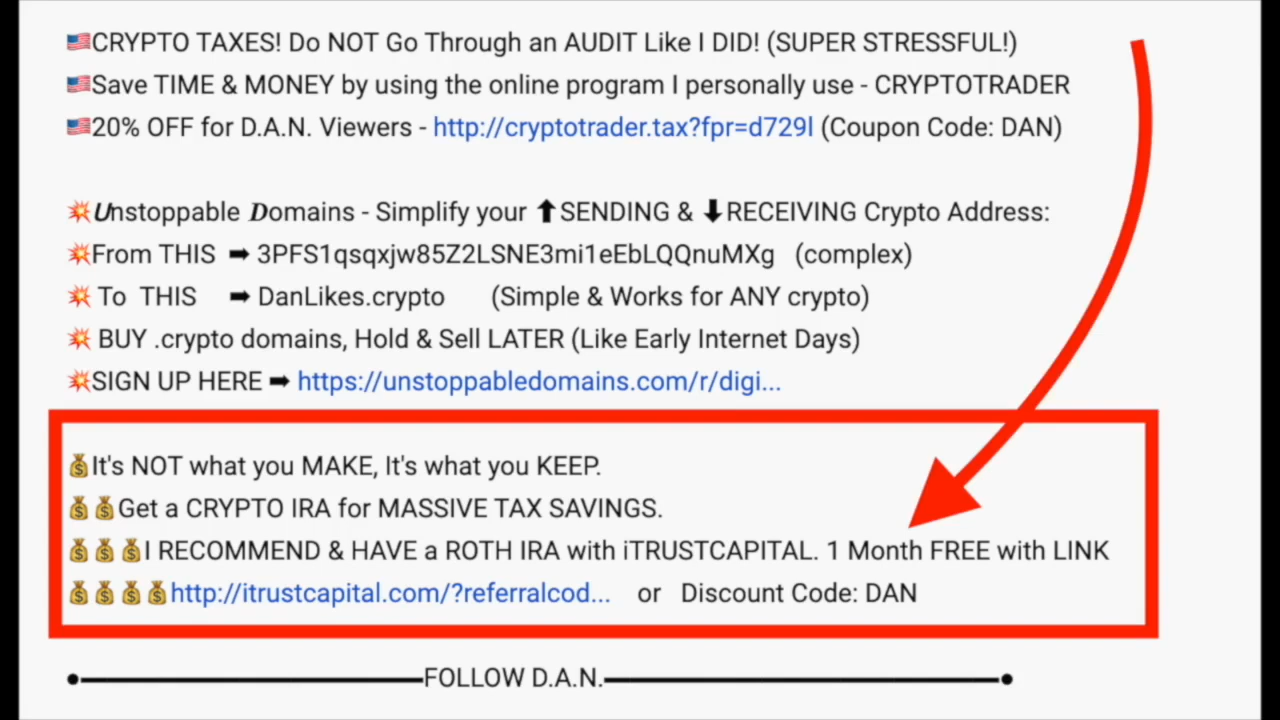 🇺🇸CRYPTO TAXES! Do NOT Go Through an AUDIT Like I DID! (SUPER STRESSFUL!)
🇺🇸Save TIME & MONEY by using the online program I personally use - CRYPTOTRADER
🇺🇸20% OFF for D.A.N. Viewers - http://cryptotrader.tax?fpr=d729l (Coupon Code: DAN)
💥𝑼nstoppable 𝑫omains - Simplify your ⬆SENDING & ⬇RECEIVING Crypto Address:
💥From THIS ➡ 3PFS1qsqxjw85Z2LSNE3mi1eEbLQQnuMXg (complex)
💥 To THIS ➡ DanLikes.crypto (Simple & Works for ANY crypto)
💥 BUY .crypto domains, Hold & Sell LATER (Like Early Internet Days)
💥SIGN UP HERE ➡ https://unstoppabledomains.com/r/digi...
💰It's NOT what you MAKE, It's what you KEEP.
💰💰Get a CRYPTO IRA for MASSIVE TAX SAVINGS.
💰💰💰I RECOMMEND & HAVE a ROTH IRA with iTRUSTCAPITAL. 1 Month FREE with LINK
💰💰💰💰http://itrustcapital.com/?referralcod... or Discount Code: DAN
FOLLOW D.A.N.